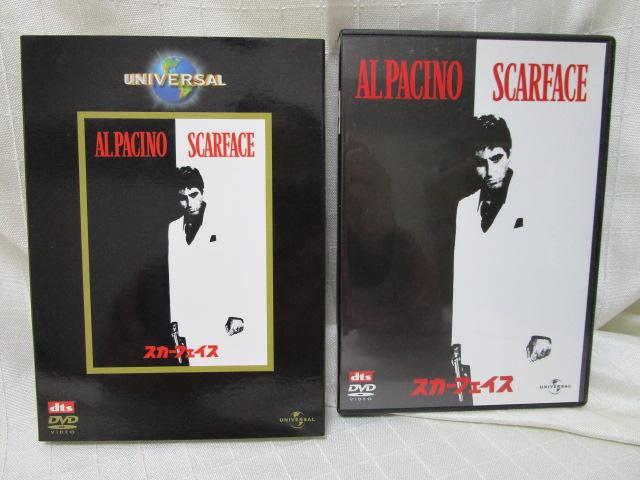 UNIVERSAL
AL PACINO SCARFACE
スカーフェイス
dts
DVD
VIDEO
UNIVERSAL
AL PACINO SCARFACE
dts
DVD
VIDEO
スカーフェイス
UNIVERSAL